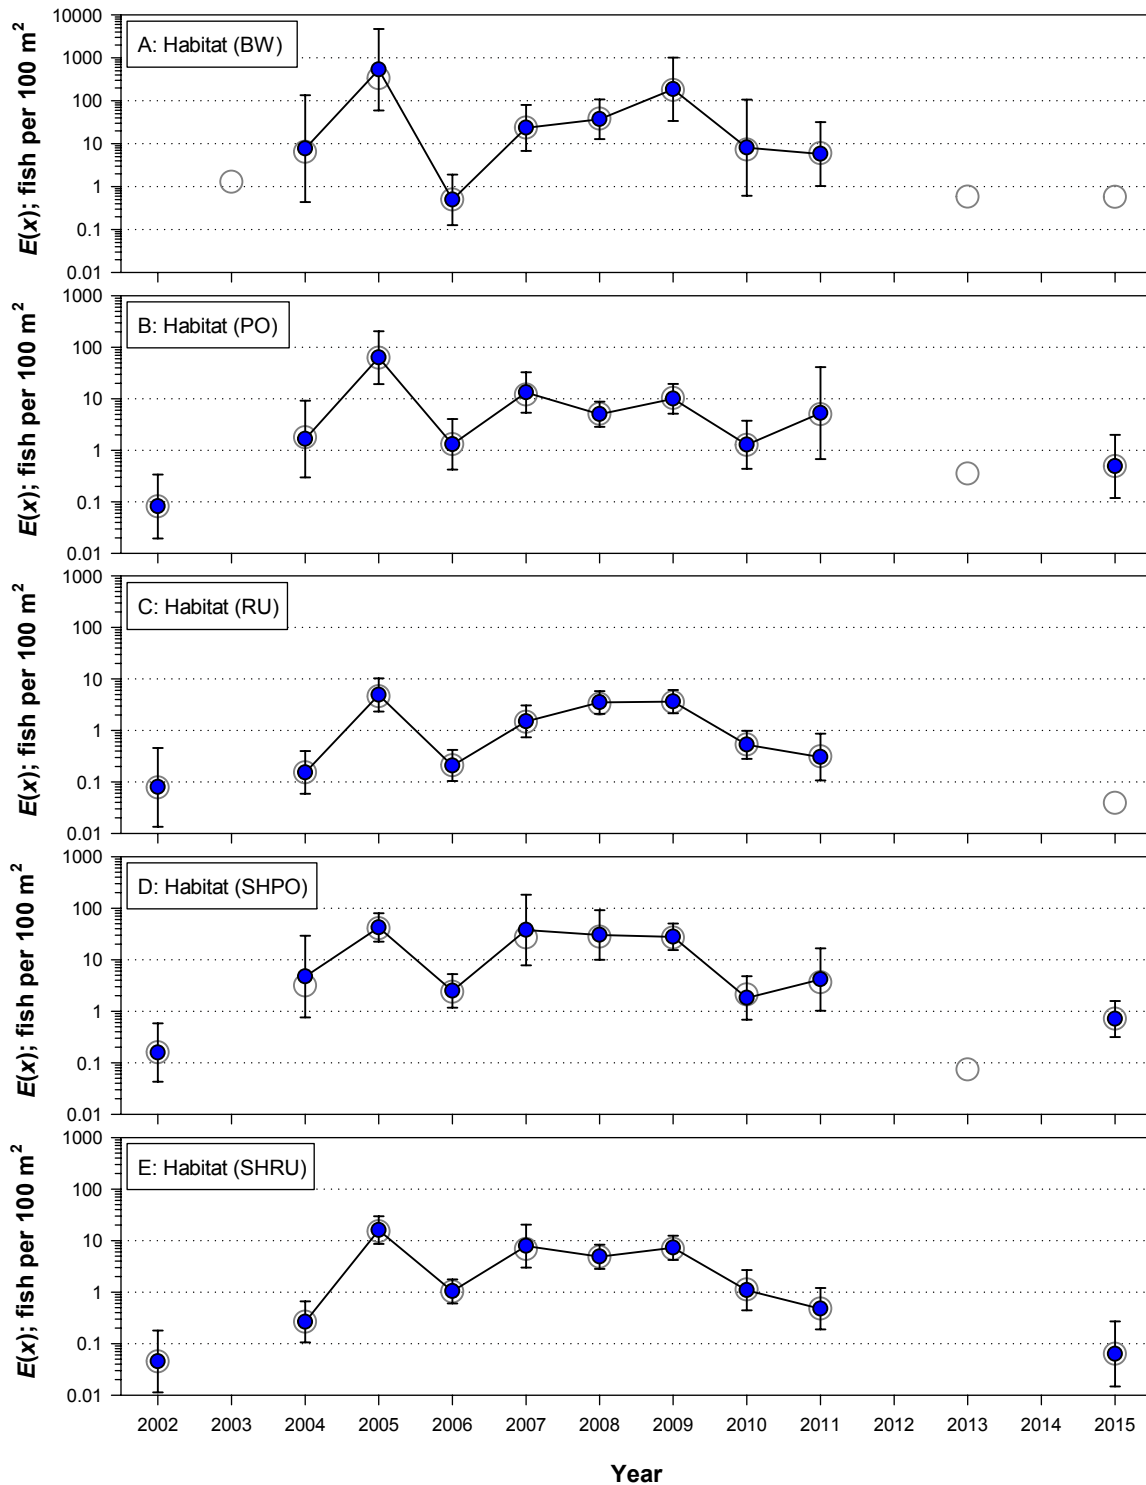 10000
A: Habitat (BW)
1000
100
10
1
0.1
0.01
E(x); fish per 100 m²
1000
B: Habitat (PO)
100
10
1
0.1
0.01
E(x); fish per 100 m²
1000
C: Habitat (RU)
100
10
1
0.1
0.01
E(x); fish per 100 m²
1000
D: Habitat (SHPO)
100
10
1
0.1
0.01
E(x); fish per 100 m²
1000
E: Habitat (SHRU)
100
10
1
0.1
0.01
E(x); fish per 100 m²
2002 2003 2004 2005 2006 2007 2008 2009 2010 2011 2012 2013 2014 2015
Year